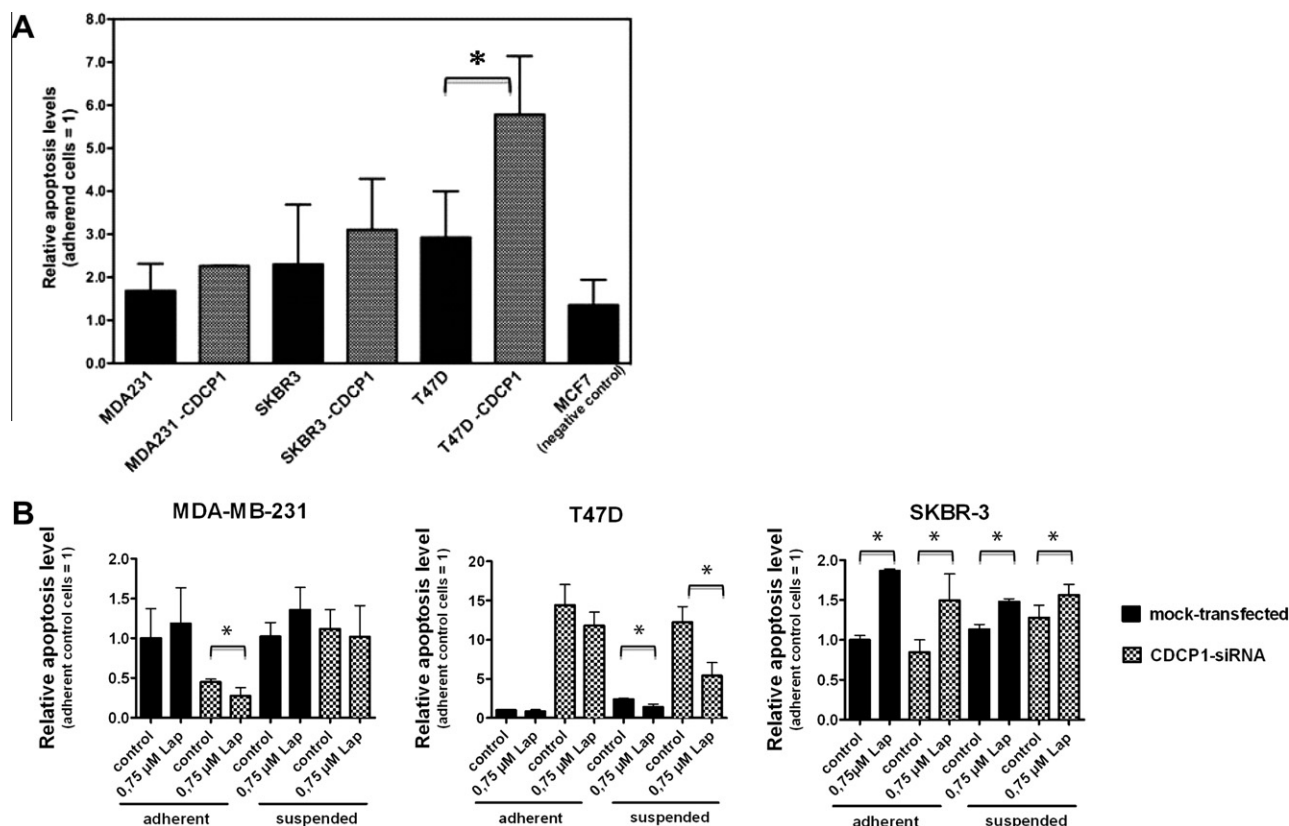 A
Relative apoptosis levels
(adherend cells = 1)
8.0
7.0
6.0
5.0
4.0
3.0
2.0
1.0
0.0
*
MDA231
MDA231 -CDCP1
SKBR3
SKBR3 -CDCP1
T47D
T47D -CDCP1
MCF7
(negative control)
B
MDA-MB-231
Relative apoptosis level
(adherent control cells = 1)
2.0
1.5
1.0
0.5
0.0
*
control
0,75 µM Lap
control
0,75 µM Lap
control
0,75 µM Lap
control
0,75 µM Lap
adherent
suspended
T47D
Relative apoptosis level
(adherent control cells = 1)
20
15
10
5
0
*
*
control
0,75 µM Lap
control
0,75 µM Lap
control
0,75 µM Lap
control
0,75 µM Lap
adherent
suspended
SKBR-3
Relative apoptosis level
(adherent control cells = 1)
2.0
1.5
1.0
0.5
0.0
*
*
*
*
control
0,75 µM Lap
control
0,75 µM Lap
control
0,75 µM Lap
control
0,75 µM Lap
adherent
suspended
mock-transfected
CDCP1-siRNA